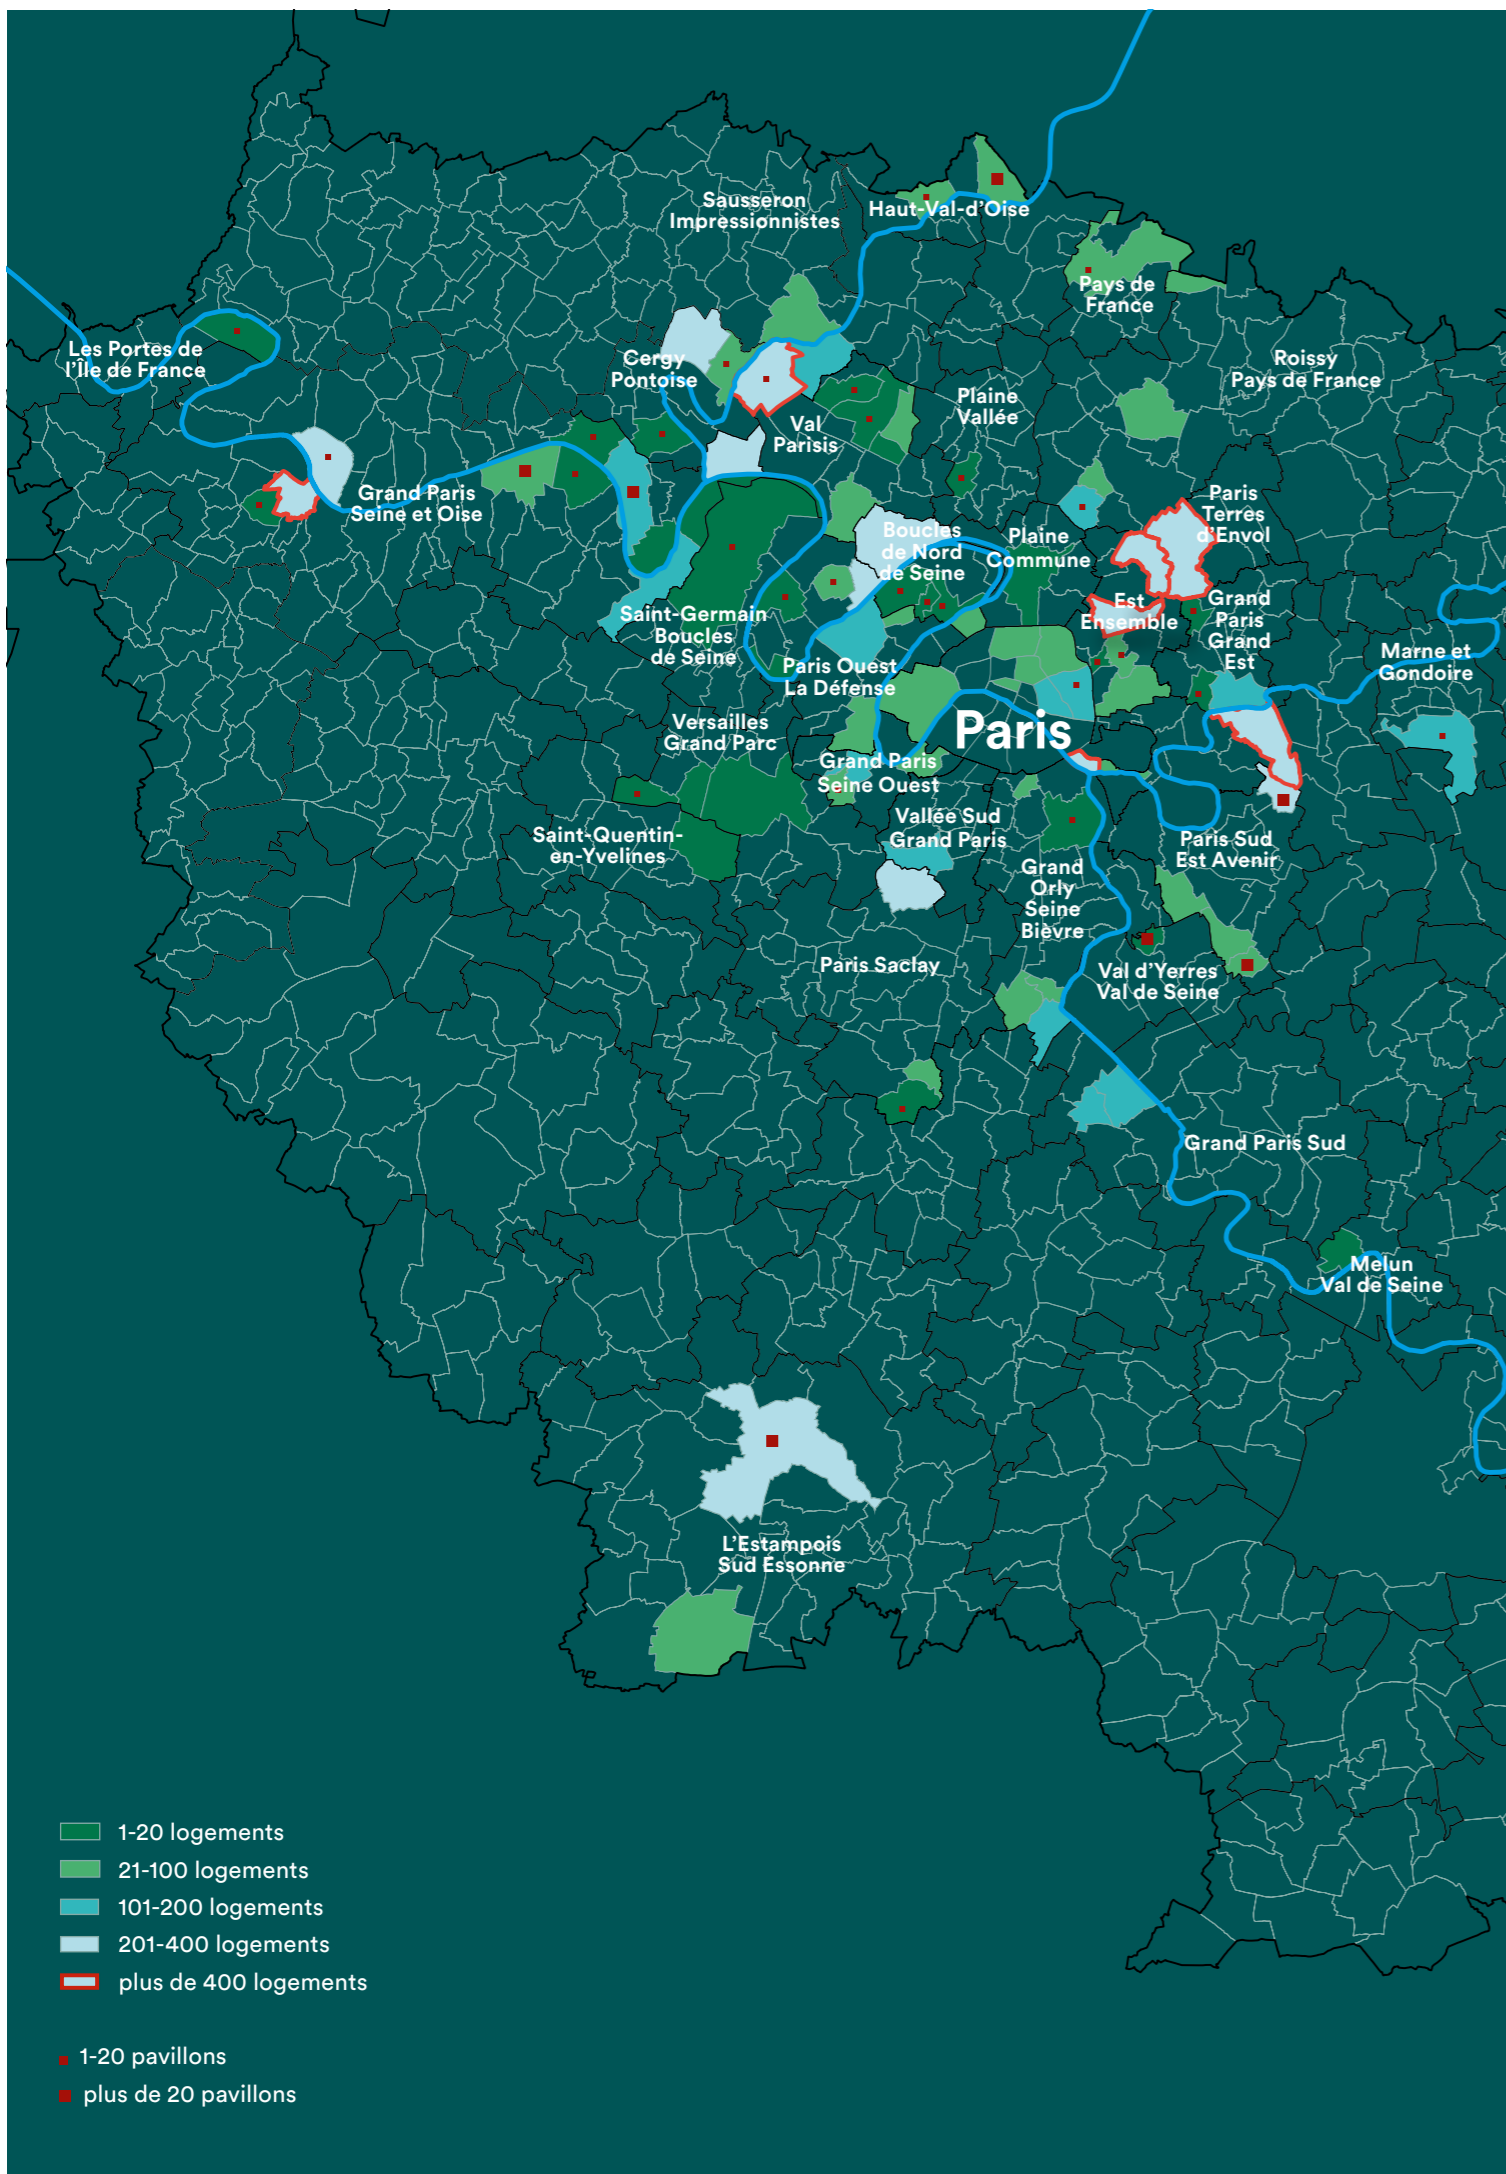 Sausseron
Impressionnistes
Haut-Val-d'Oise
Pays de
France
Les Portes de
l'Île de France
Cergy
Pontoise
Roissy
Pays de France
Plaine
Vallée
Val
Parisis
Grand Paris
Seine et Oise
Paris
Terres
d'Envol
Boucles
de Nord
de Seine
Plaine
Commune
Est
Ensemble
Grand
Paris
Grand
Est
Saint-Germain
Boucles
de Seine
Paris Ouest
La Défense
Marne et
Gondoire
Versailles
Grand Parc
Paris
Grand Paris
Seine Ouest
Vallée Sud
Grand Paris
Saint-Quentin-
en-Yvelines
Paris Sud
Est Avenir
Grand
Orly
Seine
Bièvre
Paris Saclay
Val d'Yerres
Val de Seine
Grand Paris Sud
Melun
Val de Seine
L'Estampois
Sud Essonne
1-20 logements
21-100 logements
101-200 logements
201-400 logements
plus de 400 logements
1-20 pavillons
plus de 20 pavillons